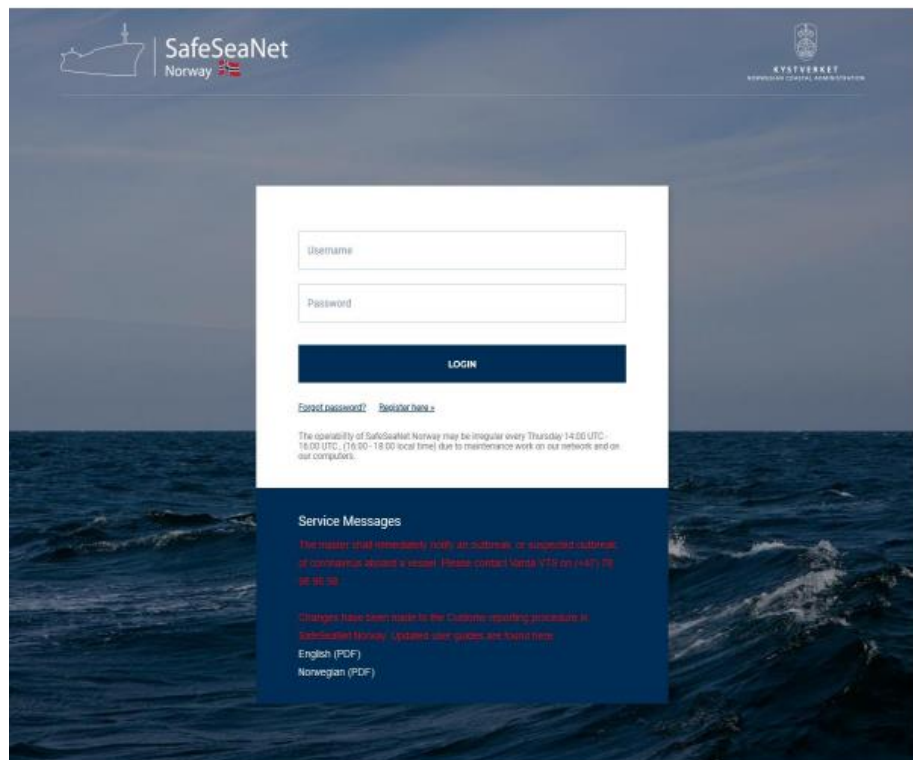 SafeSeaNet
Norway
KYSTVERKET
NORWEGIAN COASTAL ADMINISTRATION
Username
Password
LOGIN
Forgot password? Register here »
The operability of SafeSeaNet Norway may be irregular every Thursday 14:00 UTC -
16:00 UTC , (16:00 - 18:00 local time) due to maintenance work on our network and on
our computers.
Service Messages
The master shall immediately notify an outbreak, or suspected outbreak,
of coronavirus aboard a vessel. Please contact Vardø VTS on (+47) 78
Changes have been made to the Customs reporting procedure in
SafeSeaNet Norway. Updated user guides are found here:
English (PDF)
Norwegian (PDF)